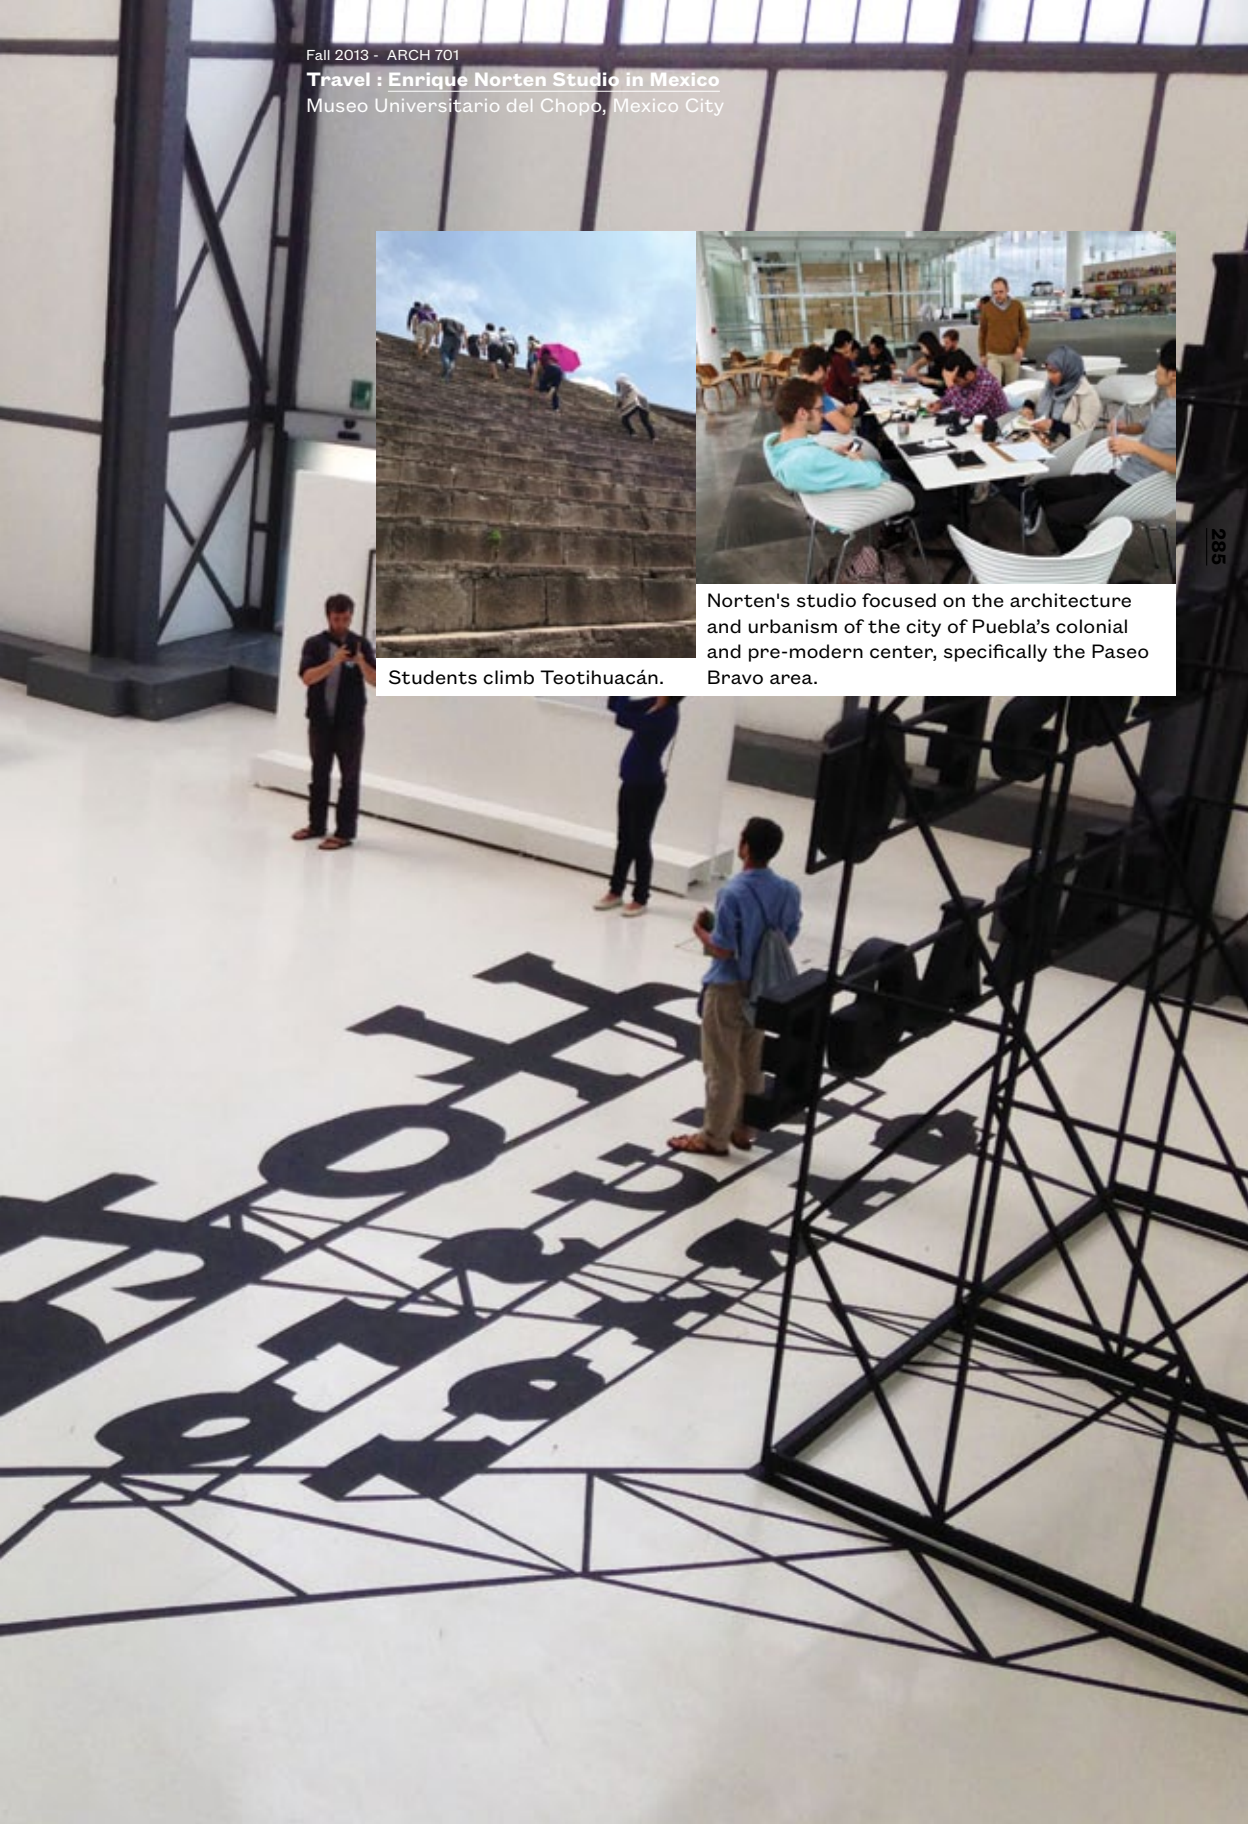 Fall 2013 - ARCH 701
Travel : Enrique Norten Studio in Mexico
Museo Universitario del Chopo, Mexico City
Students climb Teotihuacán.
Norten's studio focused on the architecture
and urbanism of the city of Puebla’s colonial
and pre-modern center, specifically the Paseo
Bravo area.
285